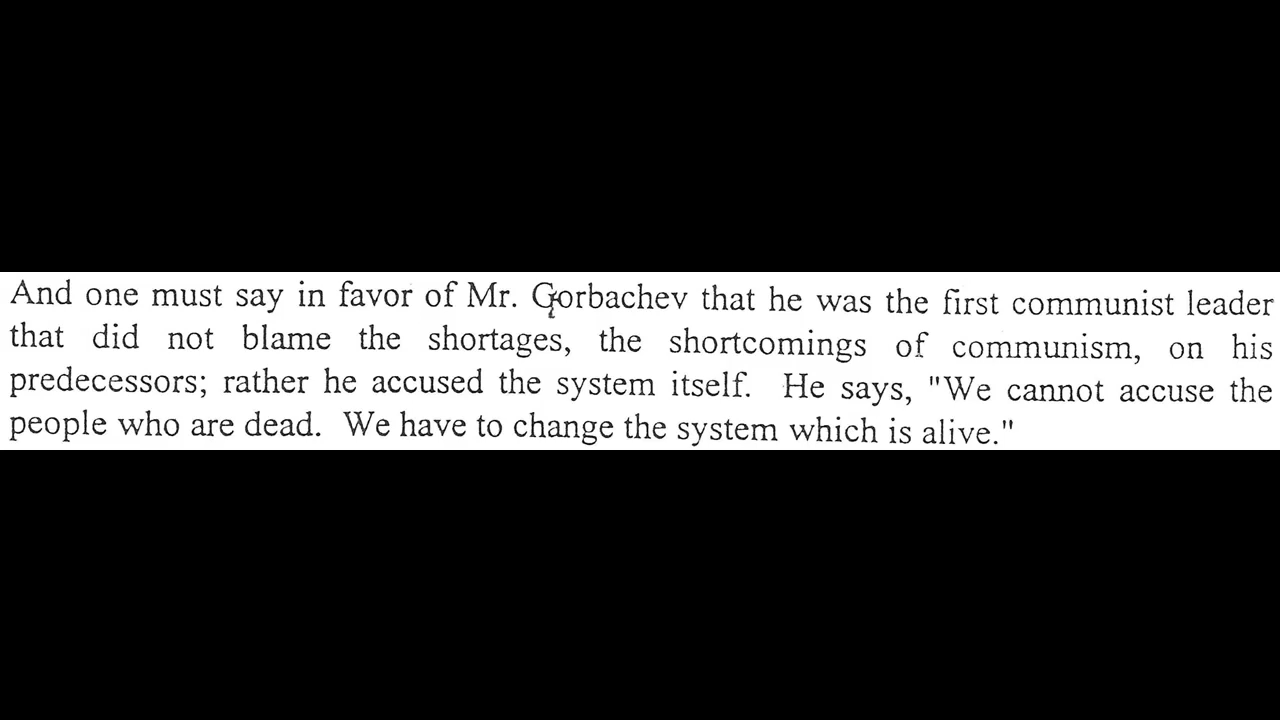 And one must say in favor of Mr. Gorbachev that he was the first communist leader
that did not blame the shortages, the shortcomings of communism, on his
predecessors; rather he accused the system itself. He says, "We cannot accuse the
people who are dead. We have to change the system which is alive."